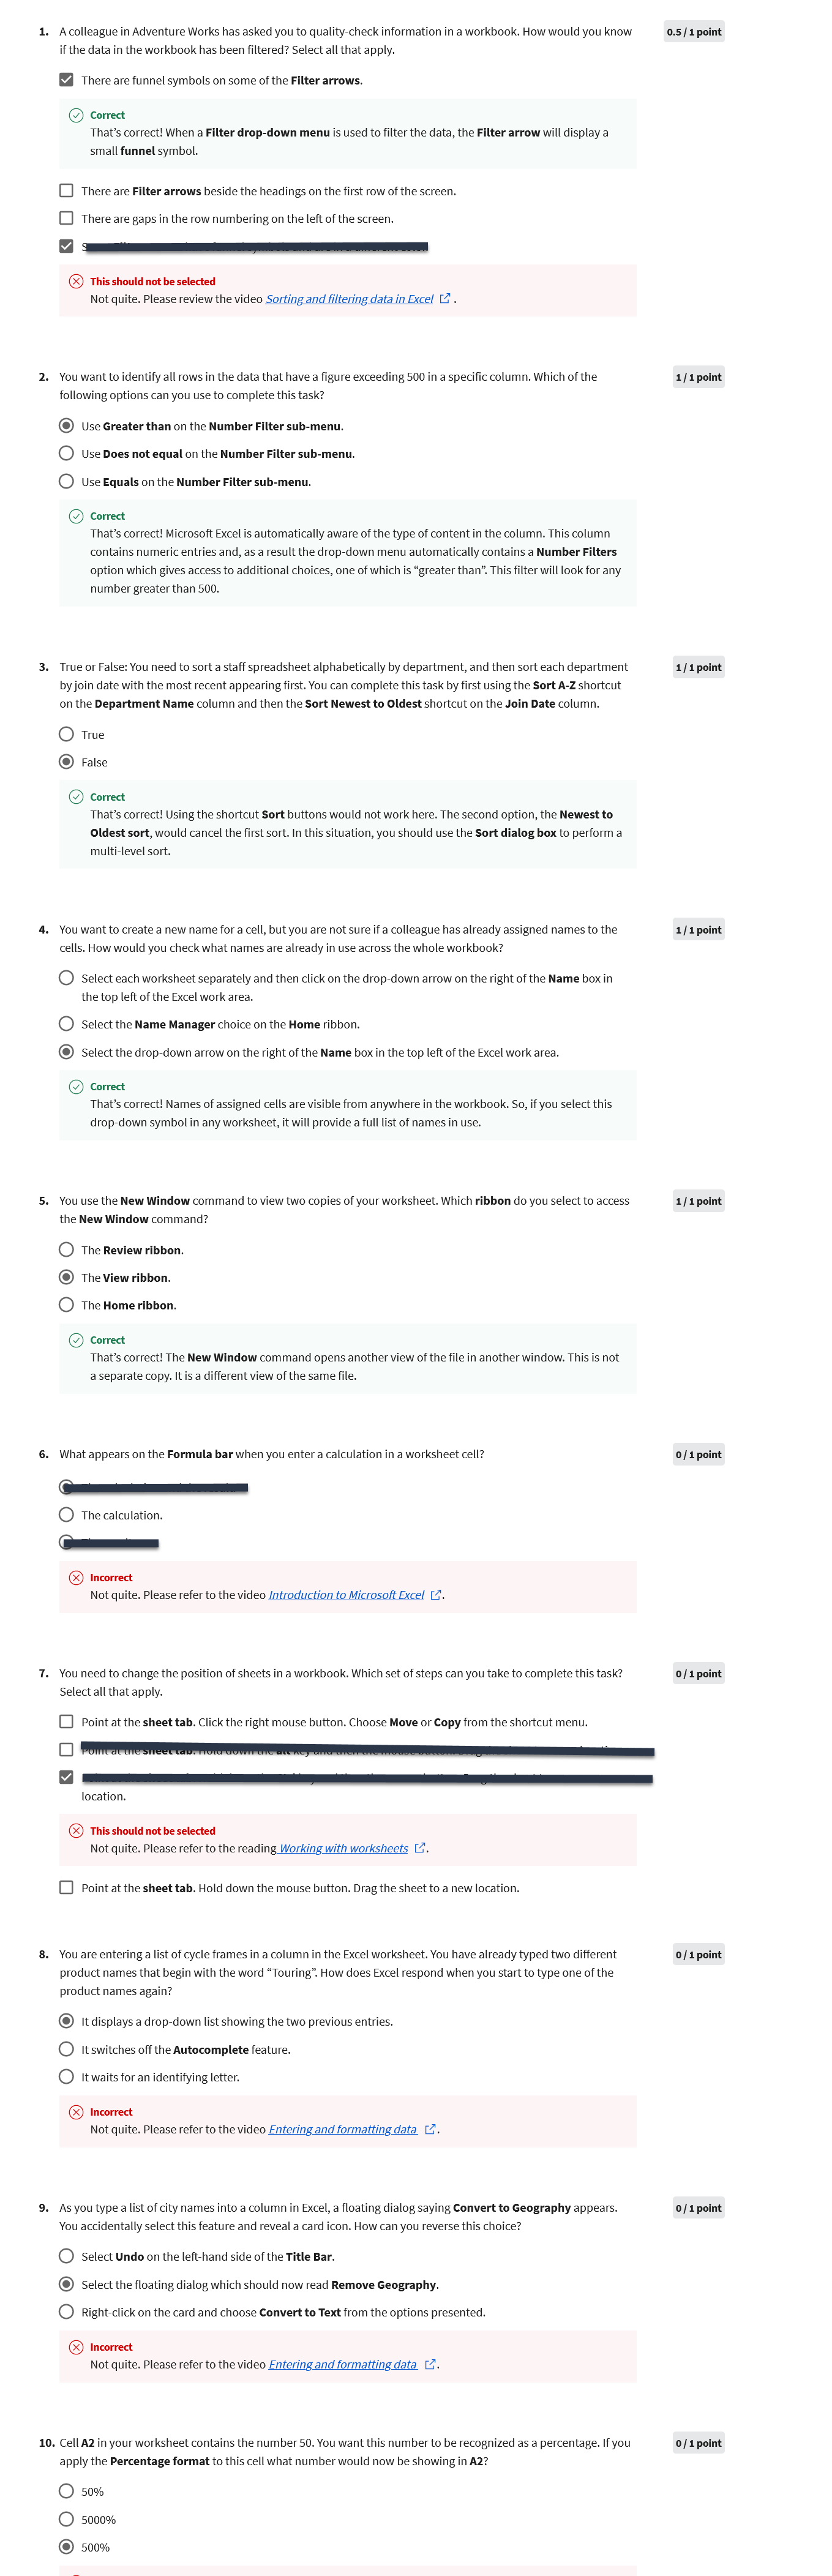 1. A colleague in Adventure Works has asked you to quality-check information in a workbook. How would you know
if the data in the workbook has been filtered? Select all that apply.
0.5 / 1 point
There are funnel symbols on some of the Filter arrows.
Correct
That's correct! When a Filter drop-down menu is used to filter the data, the Filter arrow will display a
small funnel symbol.
There are Filter arrows beside the headings on the first row of the screen.
There are gaps in the row numbering on the left of the screen.
This should not be selected
Not quite. Please review the video Sorting and filtering data in Excel .
2. You want to identify all rows in the data that have a figure exceeding 500 in a specific column. Which of the
following options can you use to complete this task?
1 / 1 point
Use Greater than on the Number Filter sub-menu.
Use Does not equal on the Number Filter sub-menu.
Use Equals on the Number Filter sub-menu.
Correct
That's correct! Microsoft Excel is automatically aware of the type of content in the column. This column
contains numeric entries and, as a result the drop-down menu automatically contains a Number Filters
option which gives access to additional choices, one of which is “greater than”. This filter will look for any
number greater than 500.
3. True or False: You need to sort a staff spreadsheet alphabetically by department, and then sort each department
by join date with the most recent appearing first. You can complete this task by first using the Sort A-Z shortcut
on the Department Name column and then the Sort Newest to Oldest shortcut on the Join Date column.
1 / 1 point
True
False
Correct
That's correct! Using the shortcut Sort buttons would not work here. The second option, the Newest to
Oldest sort, would cancel the first sort. In this situation, you should use the Sort dialog box to perform a
multi-level sort.
4. You want to create a new name for a cell, but you are not sure if a colleague has already assigned names to the
cells. How would you check what names are already in use across the whole workbook?
1 / 1 point
Select each worksheet separately and then click on the drop-down arrow on the right of the Name box in
the top left of the Excel work area.
Select the Name Manager choice on the Home ribbon.
Select the drop-down arrow on the right of the Name box in the top left of the Excel work area.
Correct
That's correct! Names of assigned cells are visible from anywhere in the workbook. So, if you select this
drop-down symbol in any worksheet, it will provide a full list of names in use.
5. You use the New Window command to view two copies of your worksheet. Which ribbon do you select to access
the New Window command?
1 / 1 point
The Review ribbon.
The View ribbon.
The Home ribbon.
Correct
That's correct! The New Window command opens another view of the file in another window. This is not
a separate copy. It is a different view of the same file.
6. What appears on the Formula bar when you enter a calculation in a worksheet cell?
0 / 1 point
The calculation.
Incorrect
Not quite. Please refer to the video Introduction to Microsoft Excel .
7. You need to change the position of sheets in a workbook. Which set of steps can you take to complete this task?
Select all that apply.
0 / 1 point
Point at the sheet tab. Click the right mouse button. Choose Move or Copy from the shortcut menu.
Point at the sheet tab. Hold down the alt key and then the mouse button.
location.
This should not be selected
Not quite. Please refer to the reading Working with worksheets .
Point at the sheet tab. Hold down the mouse button. Drag the sheet to a new location.
8. You are entering a list of cycle frames in a column in the Excel worksheet. You have already typed two different
product names that begin with the word “Touring”. How does Excel respond when you start to type one of the
product names again?
0 / 1 point
It displays a drop-down list showing the two previous entries.
It switches off the Autocomplete feature.
It waits for an identifying letter.
Incorrect
Not quite. Please refer to the video Entering and formatting data .
9. As you type a list of city names into a column in Excel, a floating dialog saying Convert to Geography appears.
You accidentally select this feature and reveal a card icon. How can you reverse this choice?
0 / 1 point
Select Undo on the left-hand side of the Title Bar.
Select the floating dialog which should now read Remove Geography.
Right-click on the card and choose Convert to Text from the options presented.
Incorrect
Not quite. Please refer to the video Entering and formatting data .
10. Cell A2 in your worksheet contains the number 50. You want this number to be recognized as a percentage. If you
apply the Percentage format to this cell what number would now be showing in A2?
0 / 1 point
50%
5000%
500%